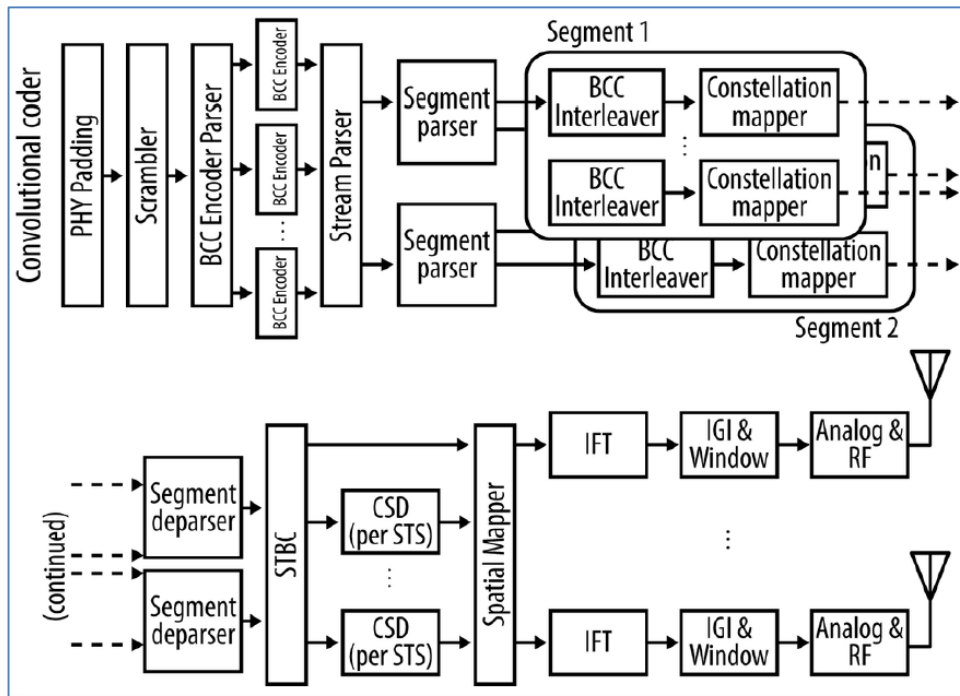 Convolutional coder
PHY Padding
Scrambler
BCC Encoder Parser
BCC Encoder
BCC Encoder
BCC Encoder
Stream Parser
Segment
parser
Segment
parser
Segment 1
BCC
Interleaver
Constellation
mapper
BCC
Interleaver
Constellation
mapper
on
BCC
Interleaver
Constellation
mapper
Segment 2
(continued)
Segment
deparser
Segment
deparser
STBC
CSD
(per STS)
CSD
(per STS)
Spatial Mapper
IFT
IGI &
Window
Analog &
RF
IFT
IGI &
Window
Analog &
RF